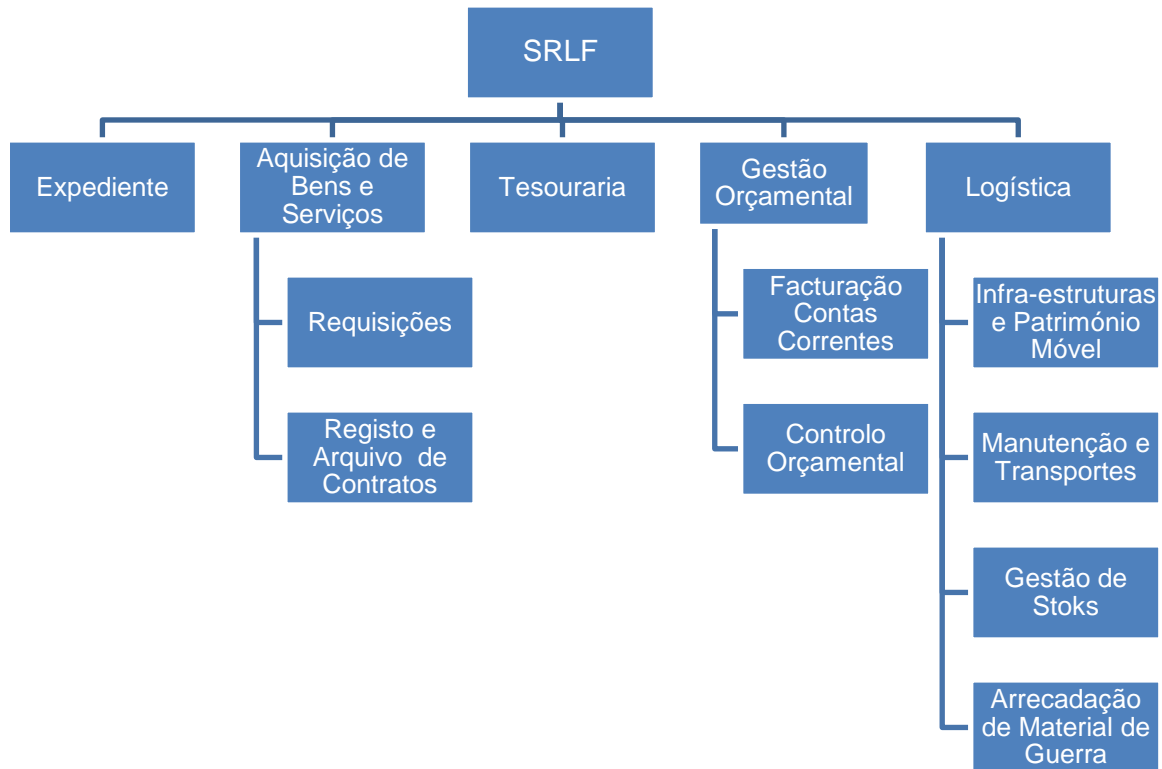 SRLF
Expediente
Aquisição de
Bens e
Serviços
Tesouraria
Gestão
Orçamental
Logística
Requisições
Registo e
Arquivo de
Contratos
Facturação
Contas
Correntes
Controlo
Orçamental
Infra-estruturas
e Património
Móvel
Manutenção e
Transportes
Gestão de
Stoks
Arrecadação
de Material de
Guerra